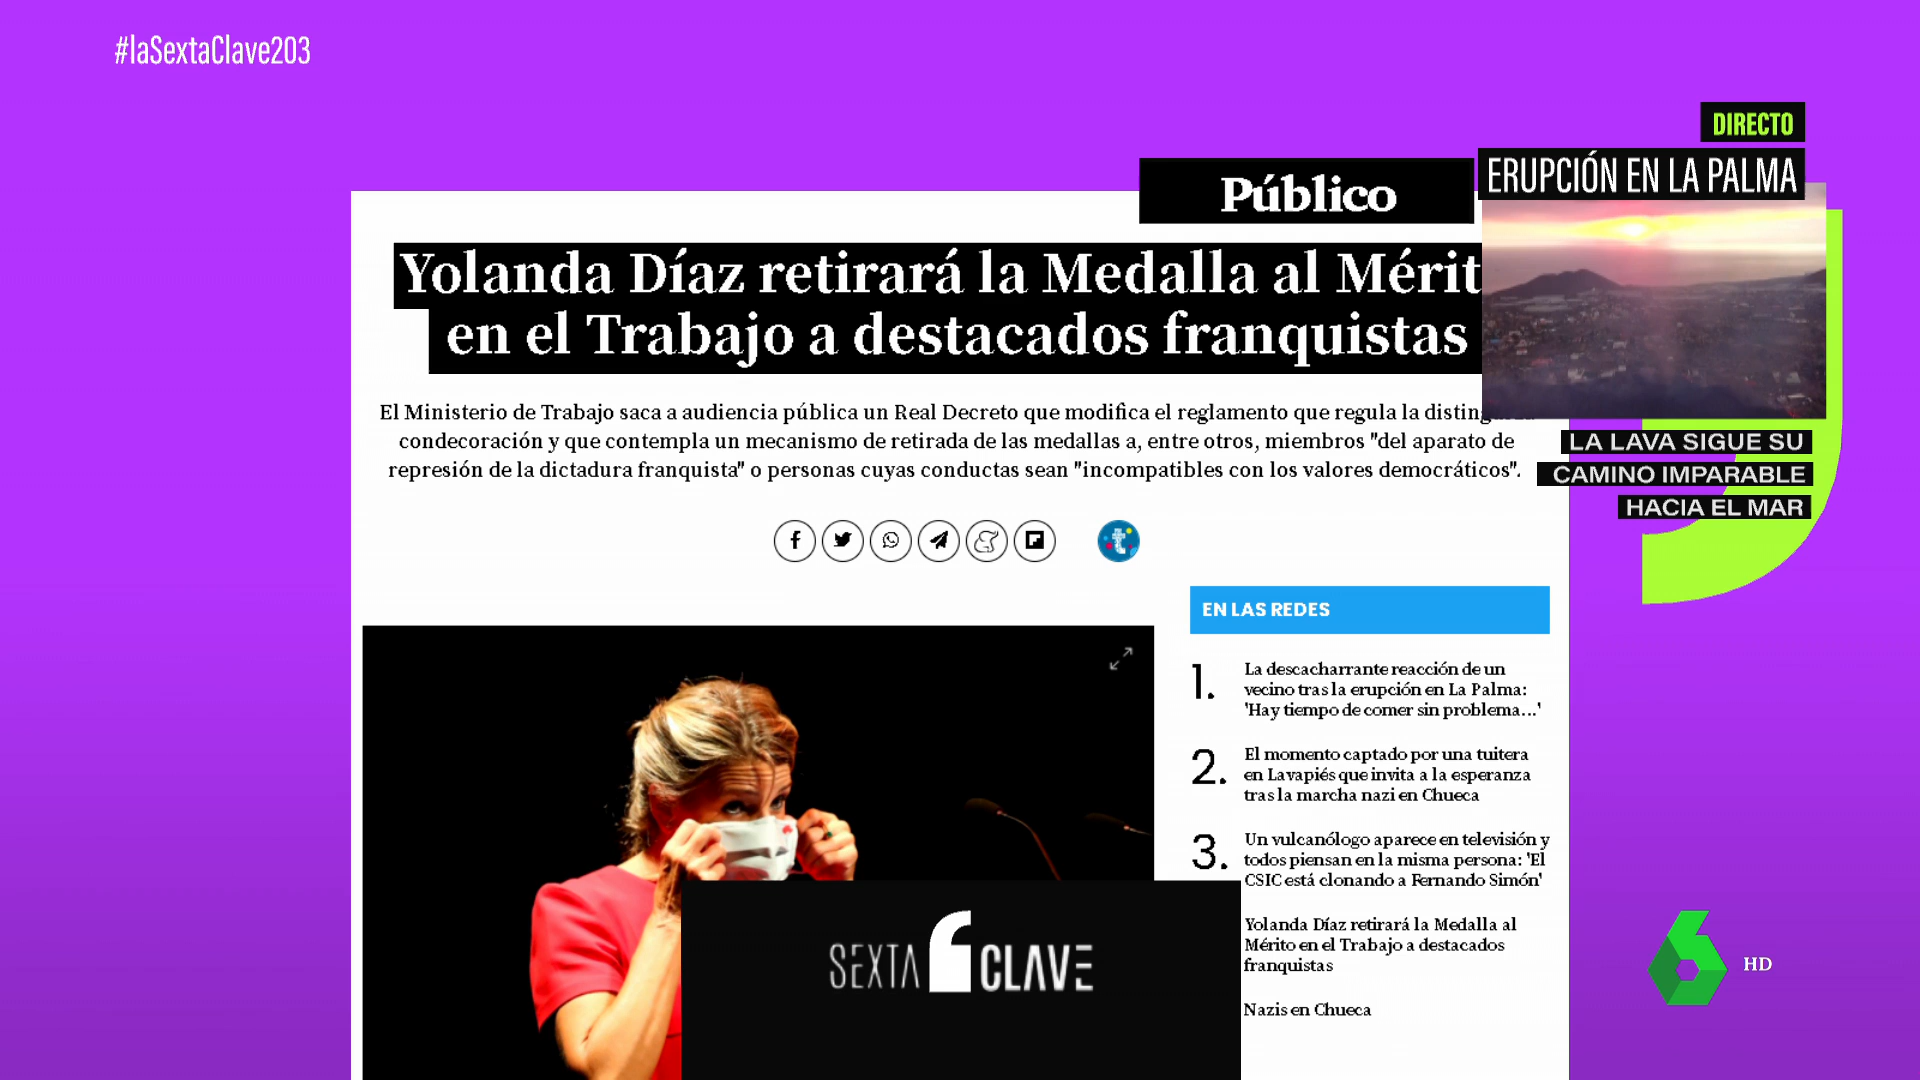 #laSextaClave203
DIRECTO
ERUPCIÓN EN LA PALMA
Público
Yolanda Díaz retirará la Medalla al Mérit
en el Trabajo a destacados franquistas
El Ministerio de Trabajo saca a audiencia pública un Real Decreto que modifica el reglamento que regula la
condecoración y que contempla un mecanismo de retirada de las medallas a, entre otros, miembros "del aparato de
represión de la dictadura franquista" o personas cuyas conductas sean "incompatibles con los valores democráticos".
LA LAVA SIGUE SU
CAMINO IMPARABLE
HACIA EL MAR
EN LAS REDES
1. La descacharrante reacción de un
vecino tras la erupción en La Palma:
'Hay tiempo de comer sin problema...'
2. El momento captado por una tuitera
en Lavapiés que invita a la esperanza
tras la marcha nazi en Chueca
3. Un vulcanólogo aparece en televisión y
todos piensan en la misma persona: 'El
CSIC está clonando a Fernando Simón'
Yolanda Díaz retirará la Medalla al
Mérito en el Trabajo a destacados
franquistas
Nazis en Chueca
SEXTA CLAVE
6 HD